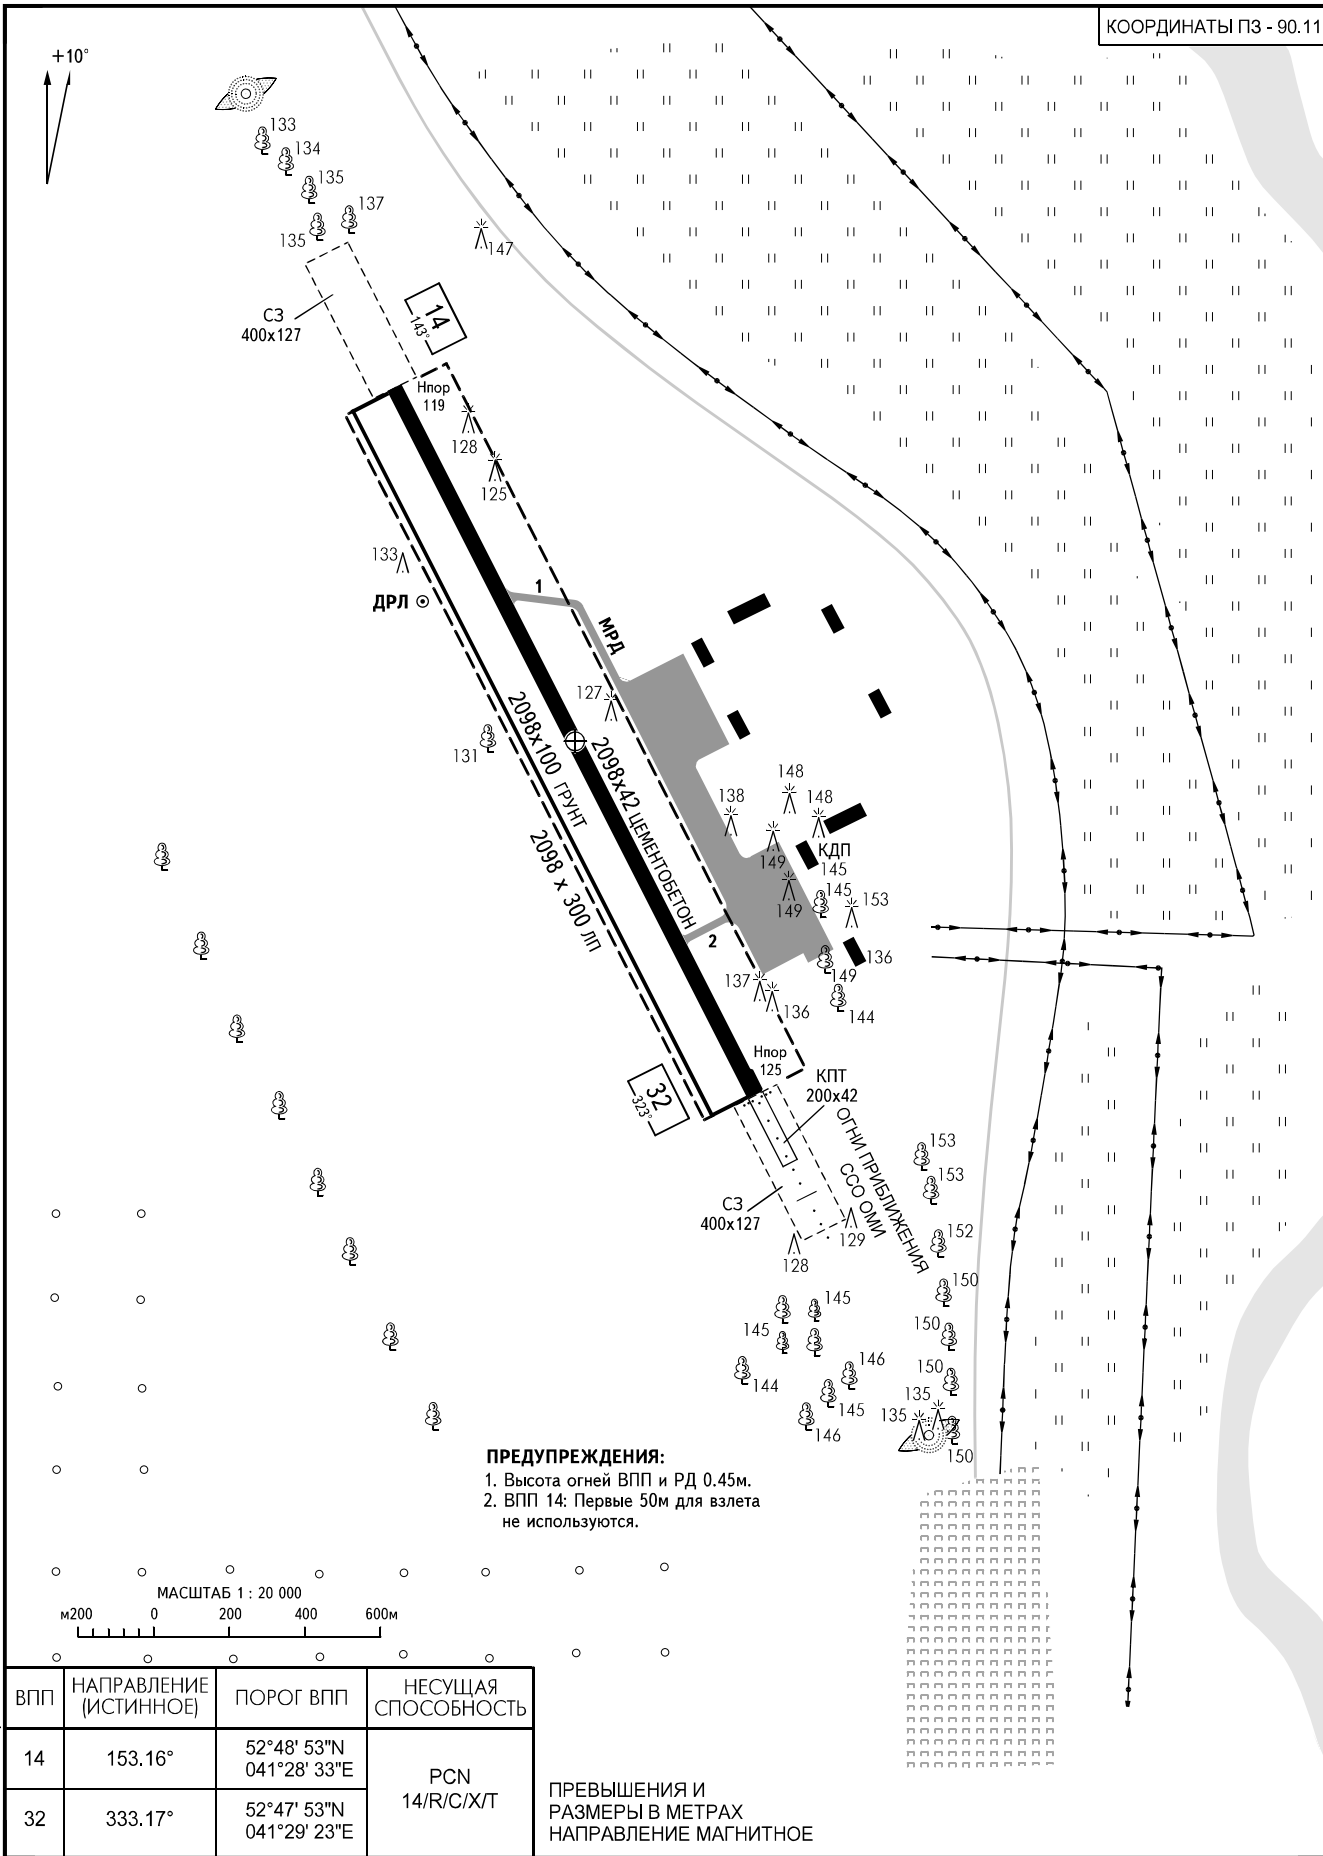 КООРДИНАТЫ ПЗ - 90.11
+10°
133
134
135
137
135
147
СЗ
400х127
14
143°
Нпор
119
128
125
133
ДРЛ
1
МРД
127
131
2098х100 ГРУНТ
2098х42 ЦЕМЕНТОБЕТОН
2098 х 300 ЛП
138
148
148
149
КДП
145
145
149
153
2
136
149
137
136
144
Нпор
125
32
323°
КПТ
200х42
ОГНИ ПРИБЛИЖЕНИЯ
ССО ОМИ
153
153
СЗ
400х127
129
152
128
150
145
145
150
146
144
150
145
135
135
146
150
ПРЕДУПРЕЖДЕНИЯ:
1. Высота огней ВПП и РД 0.45м.
2. ВПП 14: Первые 50м для взлета
не используются.
МАСШТАБ 1 : 20 000
м200 0 200 400 600м
ВПП НАПРАВЛЕНИЕ (ИСТИННОЕ) ПОРОГ ВПП НЕСУЩАЯ СПОСОБНОСТЬ
14 153.16° 52°48' 53"N 041°28' 33"E
PCN
14/R/C/X/T
32 333.17° 52°47' 53"N 041°29' 23"E
ПРЕВЫШЕНИЯ И
РАЗМЕРЫ В МЕТРАХ
НАПРАВЛЕНИЕ МАГНИТНОЕ